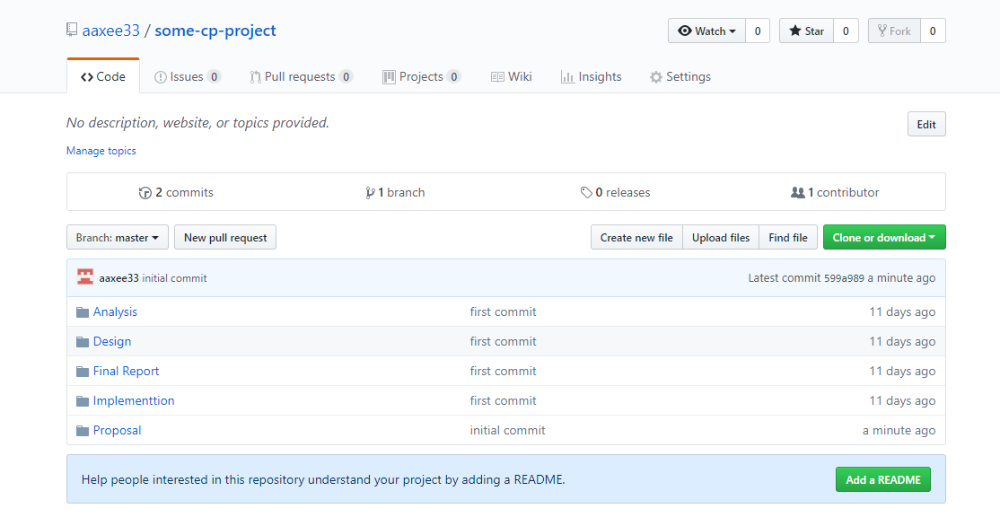 aaxee33 / some-cp-project Watch 0 Star 0 Fork 0
Code Issues 0 Pull requests 0 Projects 0 Wiki Insights Settings
No description, website, or topics provided. Edit
Manage topics
2 commits 1 branch 0 releases 1 contributor
Branch: master New pull request Create new file Upload files Find file Clone or download
aaxee33 initial commit Latest commit 599a989 a minute ago
Analysis first commit 11 days ago
Design first commit 11 days ago
Final Report first commit 11 days ago
Implementtion first commit 11 days ago
Proposal initial commit a minute ago
Help people interested in this repository understand your project by adding a README. Add a README